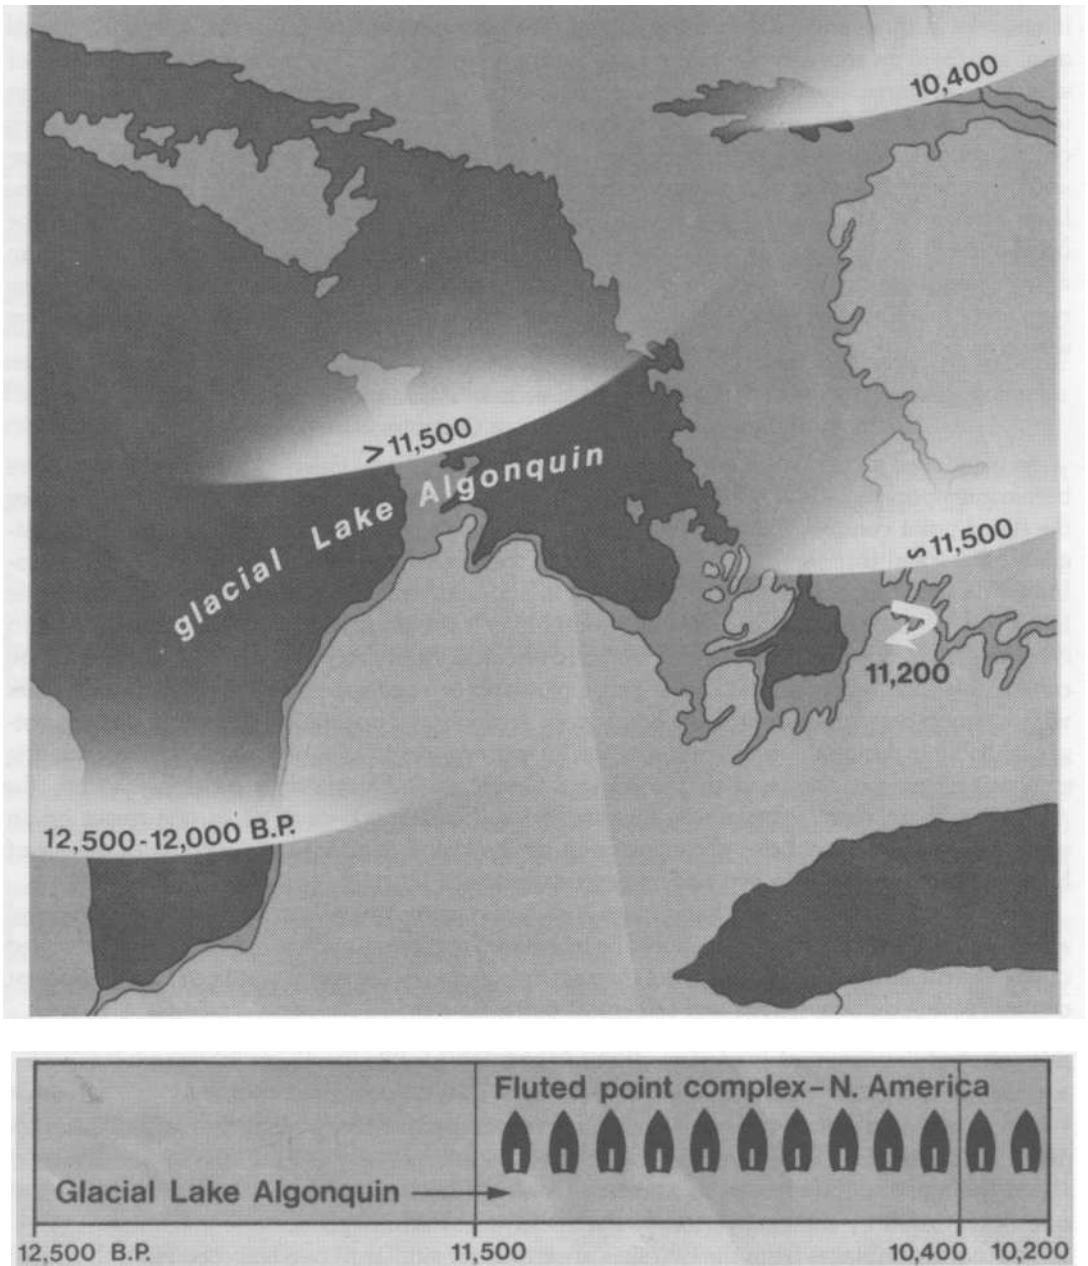 10,400
> 11,500
glacial Lake Algonquin
∽ 11,500
11,200
12,500 - 12,000 B.P.
Fluted point complex – N. America
Glacial Lake Algonquin
12,500 B.P. 11,500 10,400 10,200